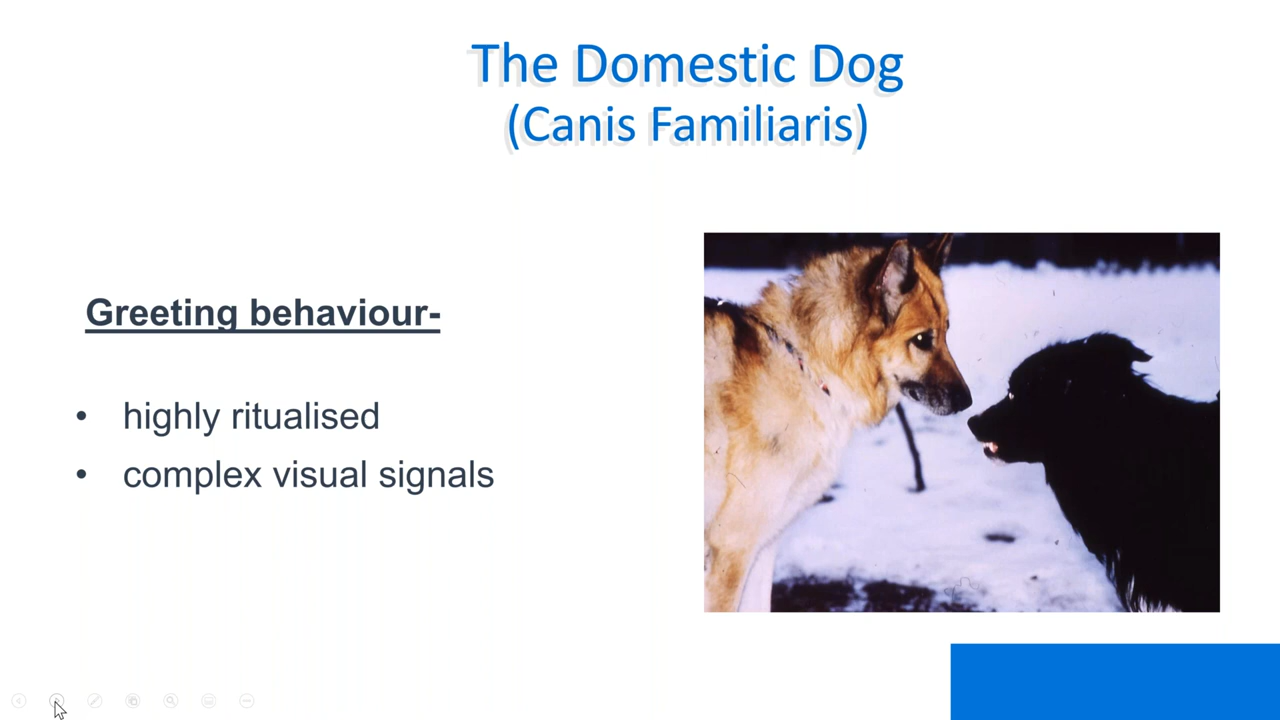 The Domestic Dog
(Canis Familiaris)
Greeting behaviour-
• highly ritualised
• complex visual signals